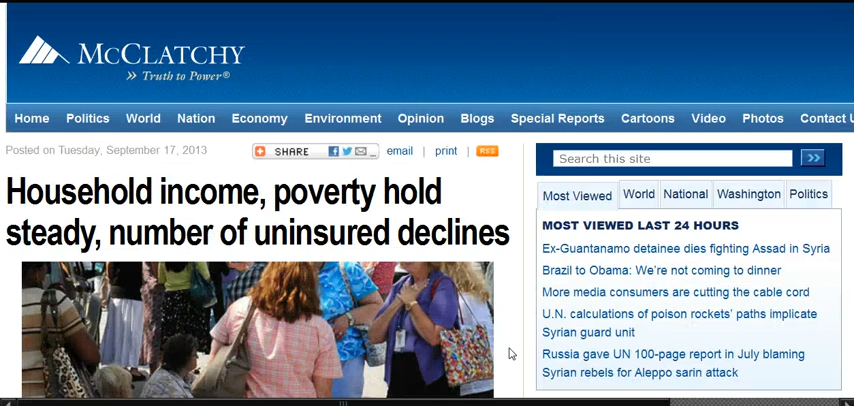 McCLATCHY
» Truth to Power®
Home Politics World Nation Economy Environment Opinion Blogs Special Reports Cartoons Video Photos Contact
Posted on Tuesday, September 17, 2013
SHARE
email | print | RSS
Search this site
»
Household income, poverty hold
steady, number of uninsured declines
Most Viewed World National Washington Politics
MOST VIEWED LAST 24 HOURS
Ex-Guantanamo detainee dies fighting Assad in Syria
Brazil to Obama: We're not coming to dinner
More media consumers are cutting the cable cord
U.N. calculations of poison rockets' paths implicate
Syrian guard unit
Russia gave UN 100-page report in July blaming
Syrian rebels for Aleppo sarin attack